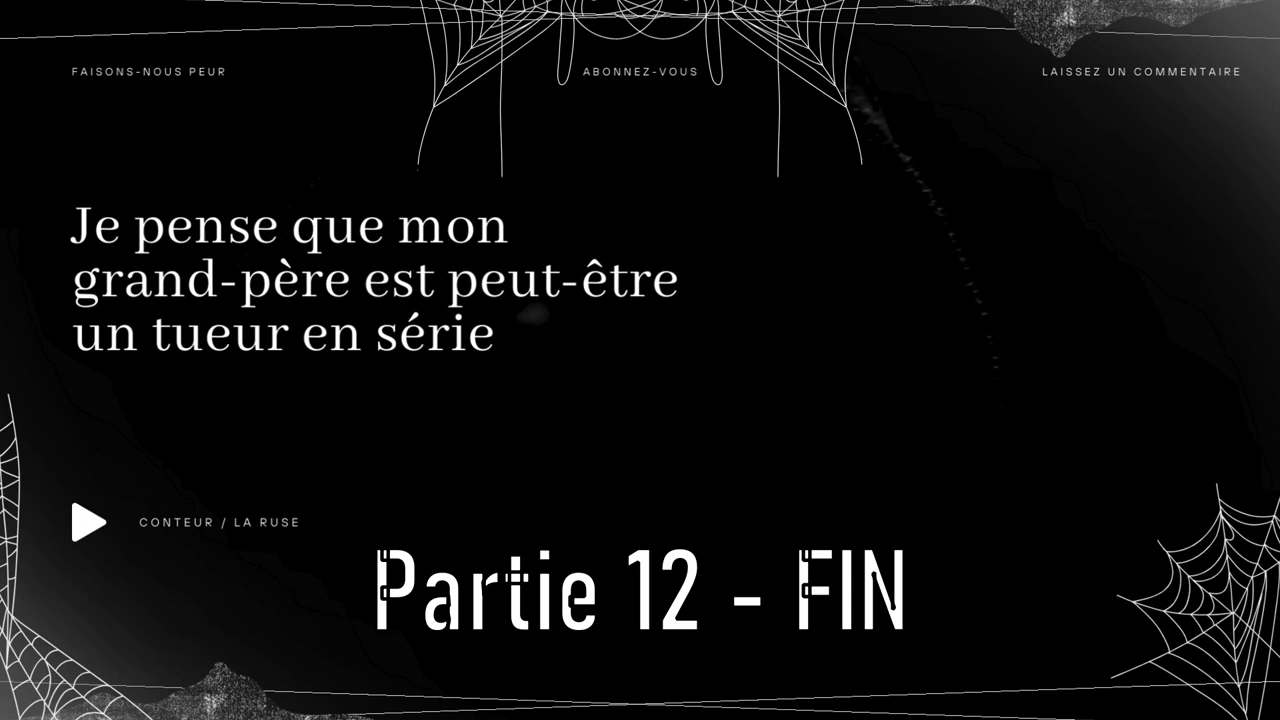 FAISONS-NOUS PEUR
ABONNEZ-VOUS
LAISSEZ UN COMMENTAIRE
Je pense que mon
grand-père est peut-être
un tueur en série
CONTEUR / LA RUSE
Partie 12 - FIN